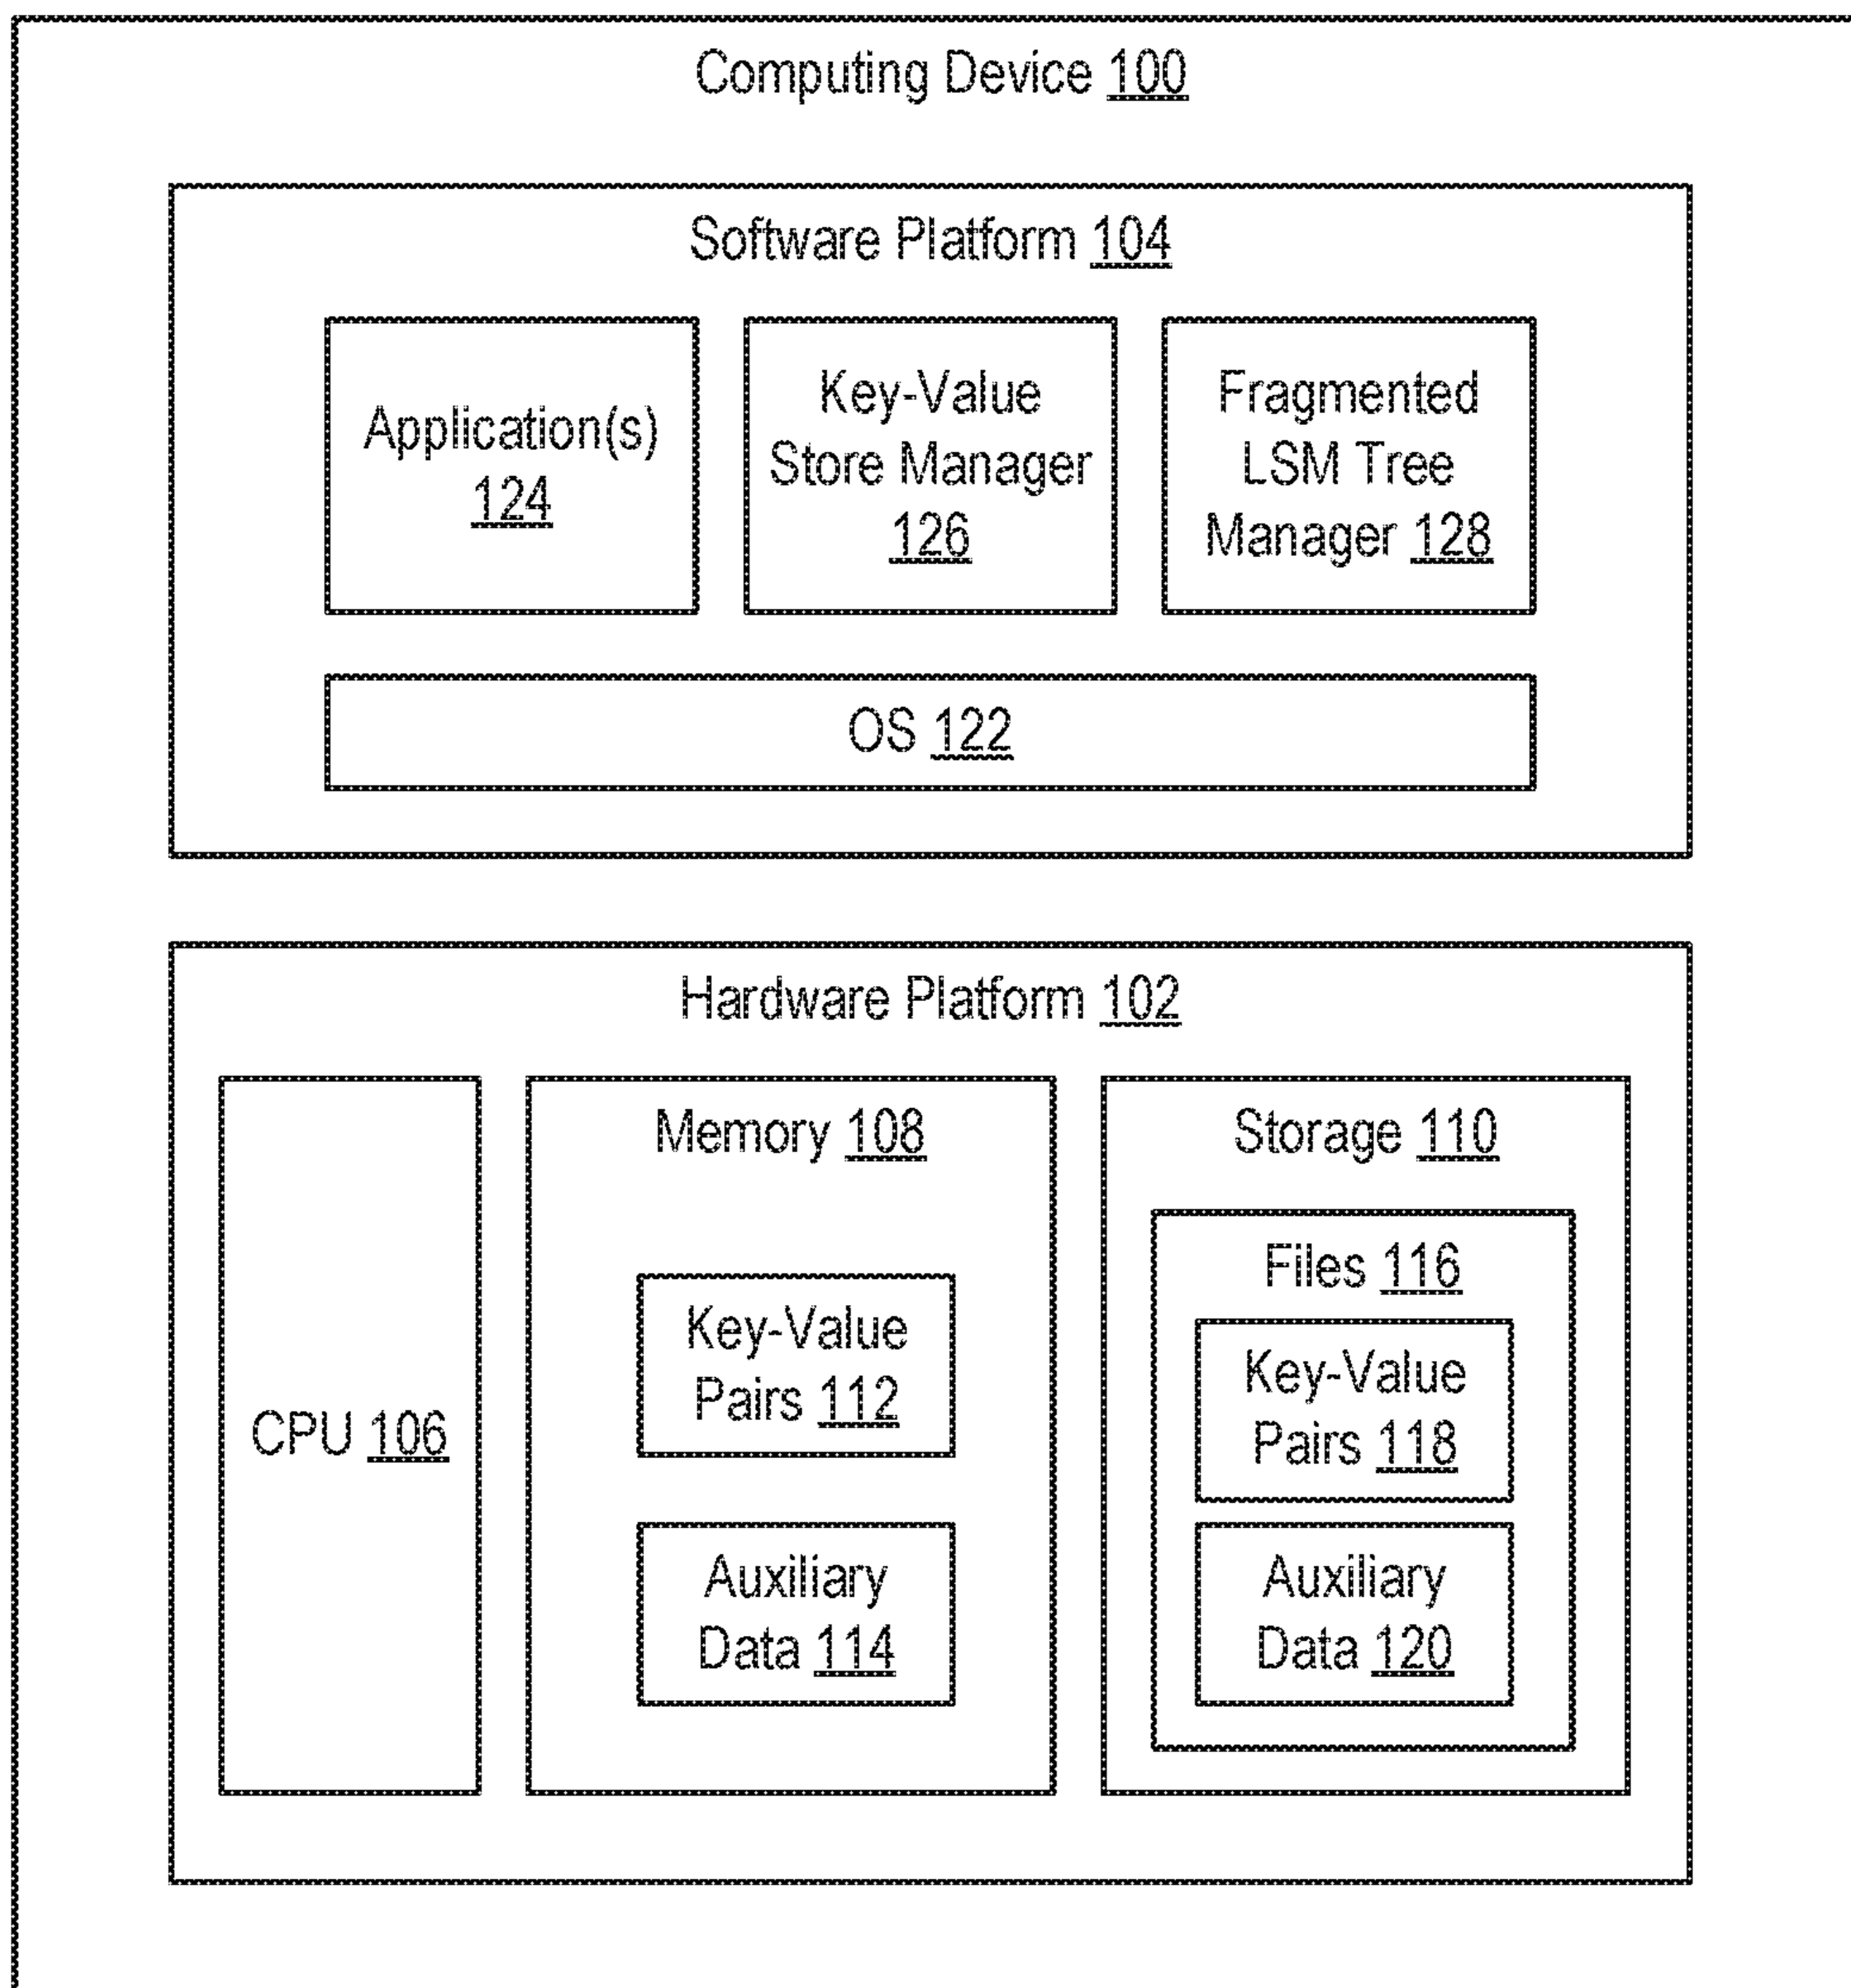 Computing Device 100
Software Platform 104
Application(s)
124
Key-Value
Store Manager
126
Fragmented
LSM Tree
Manager 128
OS 122
Hardware Platform 102
CPU 106
Memory 108
Key-Value
Pairs 112
Auxiliary
Data 114
Storage 110
Files 116
Key-Value
Pairs 118
Auxiliary
Data 120